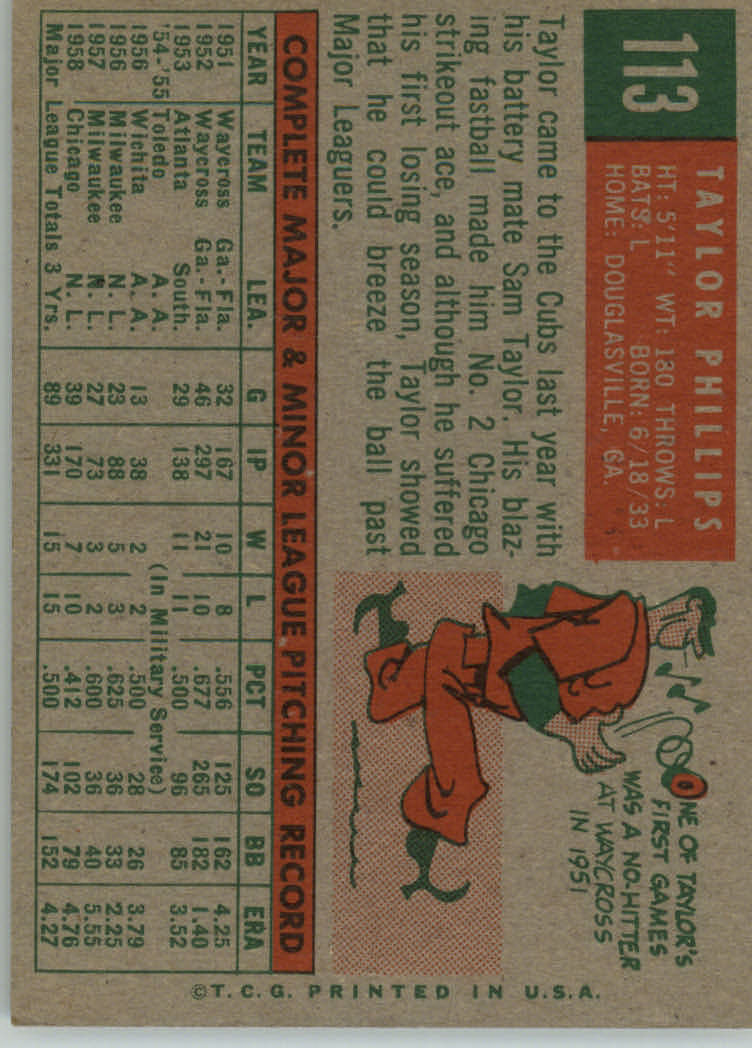 113
TAYLOR PHILLIPS
HT: 5'11" WT: 180 THROWS: L
BATS: L BORN: 6/18/33
HOME: DOUGLASVILLE, GA.
Taylor came to the Cubs last year with
his battery mate Sam Taylor. His blaz-
ing fastball made him No. 2 Chicago
strikeout ace, and although he suffered
his first losing season, Taylor showed
that he could breeze the ball past
Major Leaguers.
ONE OF TAYLOR'S
FIRST GAMES
WAS A NO-HITTER
AT WAYCROSS
IN 1951
COMPLETE MAJOR & MINOR LEAGUE PITCHING RECORD
YEAR TEAM LEA. G IP W L PCT SO BB ERA
1951 Waycross Ga.-Fla. 32 167 10 8 .556 125 162 4.25
1952 Waycross Ga.-Fla. 46 297 21 10 .677 265 182 1.40
1953 Atlanta South. 29 138 11 11 .500 96 85 3.52
'54-'55 Toledo A. A. (In Military Service)
1956 Wichita A. A. 13 38 2 2 .500 28 26 3.79
1956 Milwaukee N. L. 23 88 5 3 .625 36 33 2.25
1957 Milwaukee N. L. 27 73 3 2 .600 36 40 5.55
1958 Chicago N. L. 39 170 7 10 .412 102 79 4.76
Major League Totals 3 Yrs. 89 331 15 15 .500 174 152 4.27
©T.C.G. PRINTED IN U.S.A.